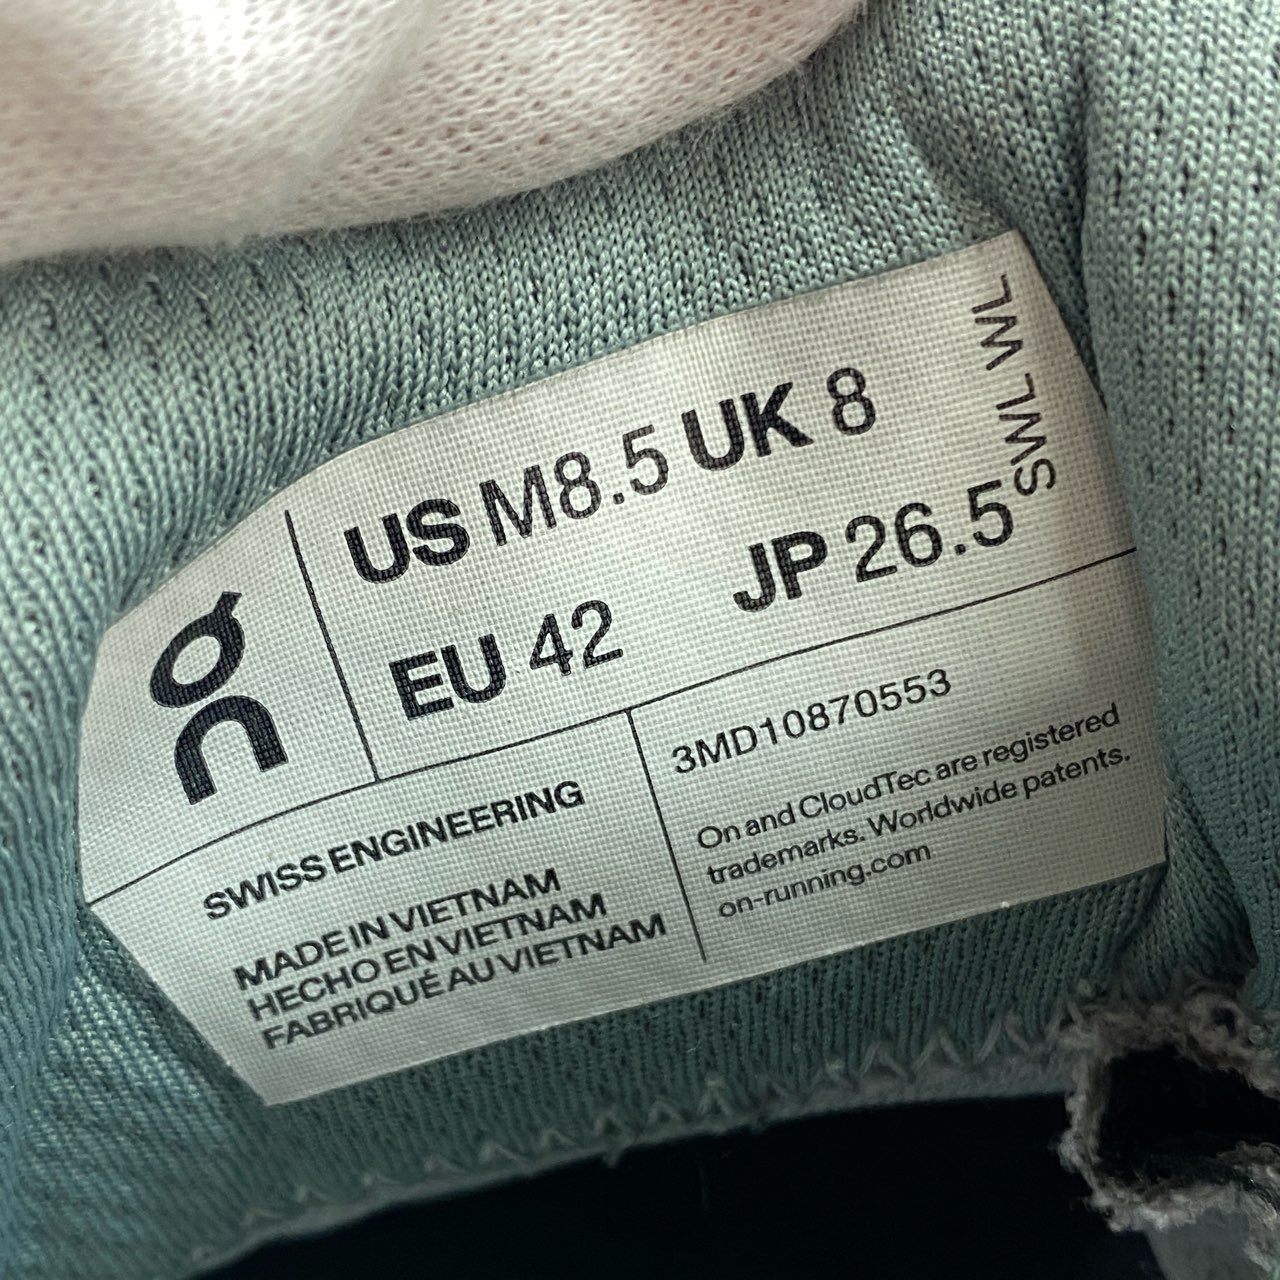 on
US M8.5 UK 8
EU 42 JP 26.5
SWL WL
SWISS ENGINEERING
MADE IN VIETNAM
HECHO EN VIETNAM
FABRIQUÉ AU VIETNAM
3MD10870553
On and CloudTec are registered
trademarks. Worldwide patents.
on-running.com